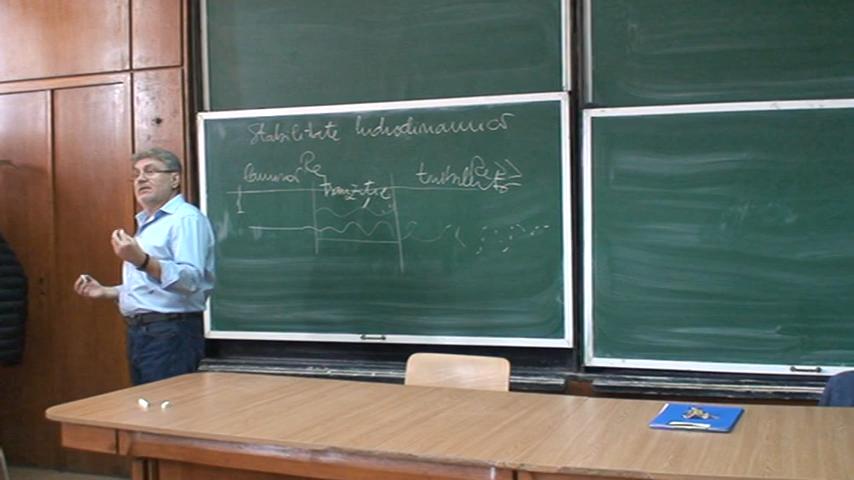 Stabilitate hidrodinamica
laminar Re tranziție turbulent Re >>